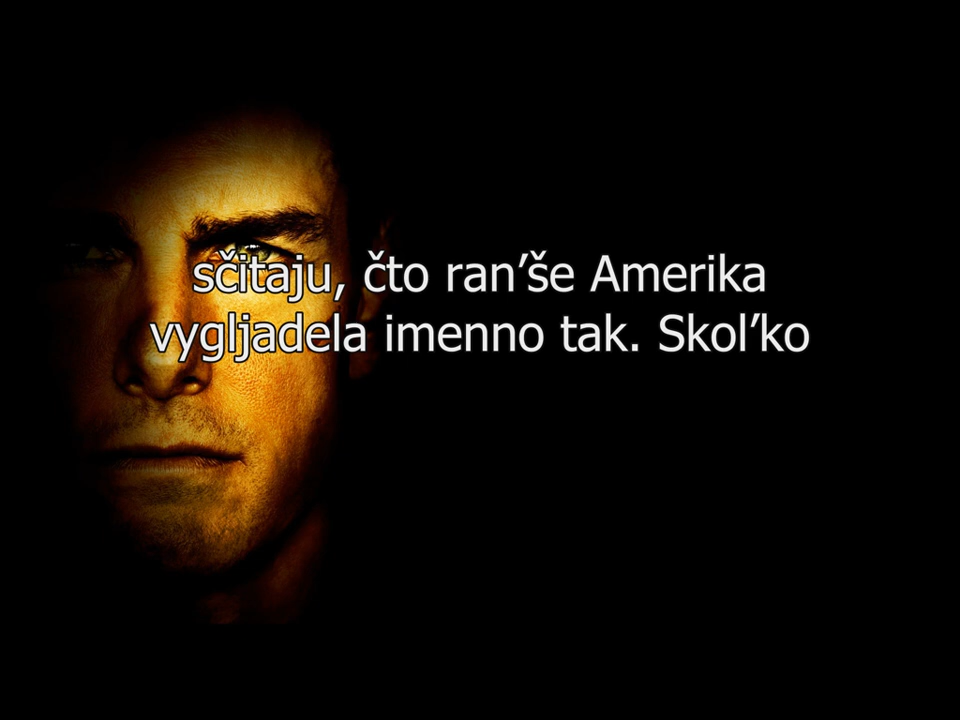 sčitaju, čto ran’še Amerika
vygljadela imenno tak. Skol’ko